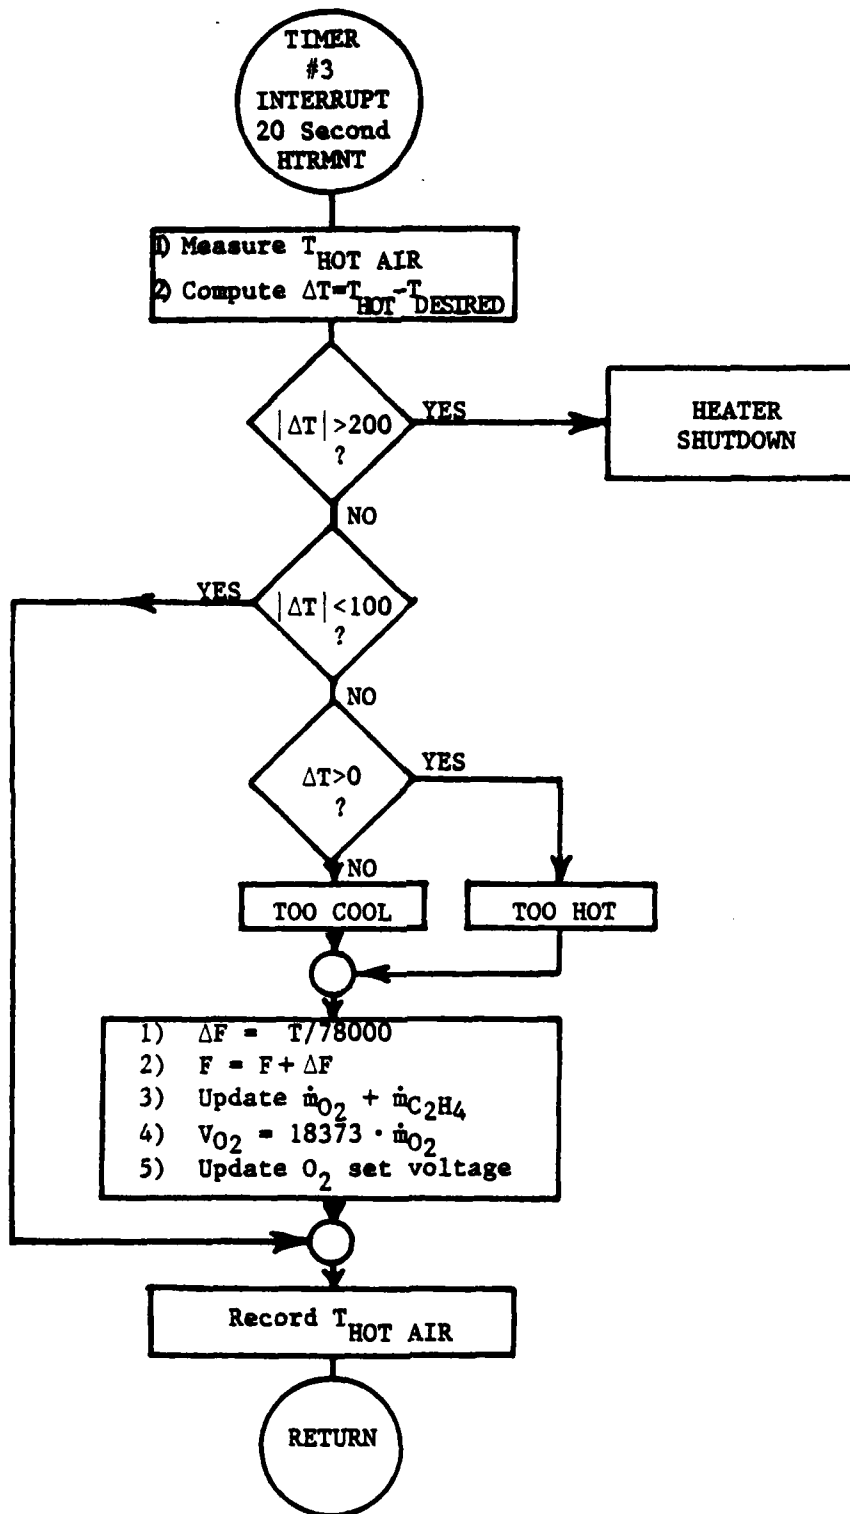 TIMER
#3
INTERRUPT
20 Second
HTRMNT
1) Measure T HOT AIR
2) Compute ΔT=T HOT -T DESIRED
|ΔT|>200
?
YES
HEATER
SHUTDOWN
NO
YES
|ΔT|<100
?
NO
ΔT>0
?
YES
NO
TOO COOL
TOO HOT
1) ΔF = T/78000
2) F = F + ΔF
3) Update ṁO2 + ṁC2H4
4) VO2 = 18373 · ṁO2
5) Update O2 set voltage
Record T HOT AIR
RETURN